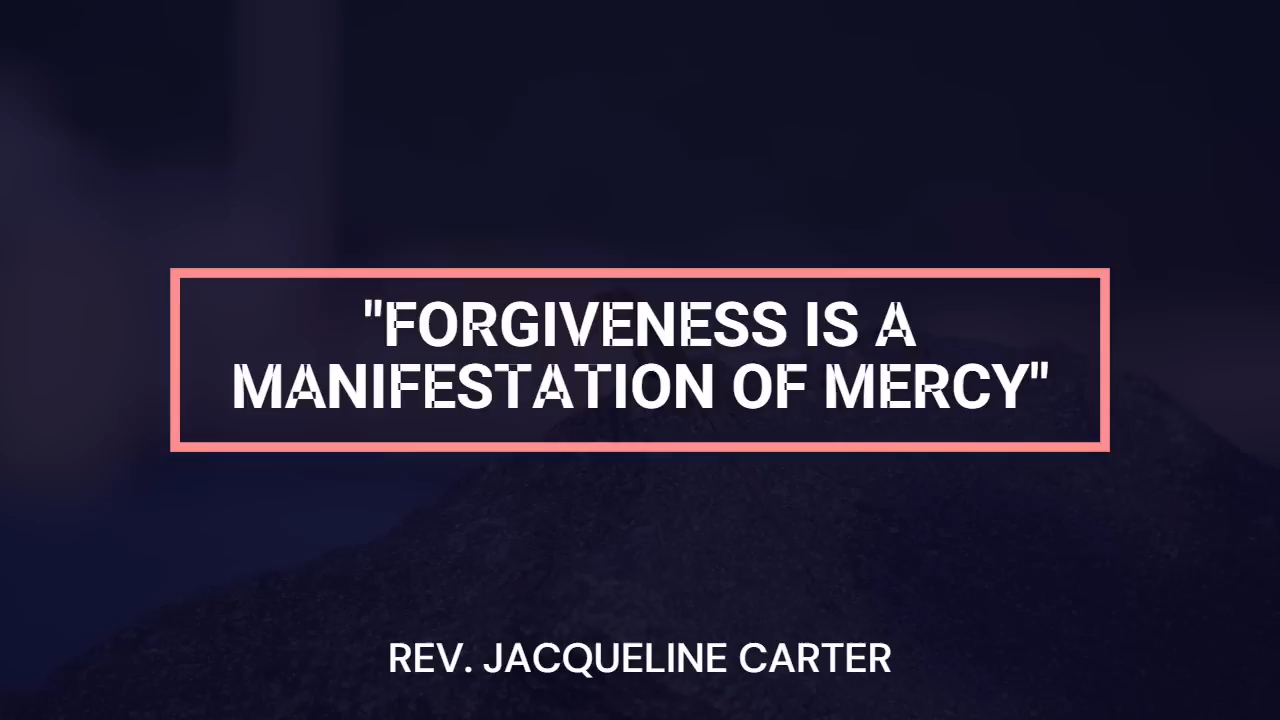 "FORGIVENESS IS A
MANIFESTATION OF MERCY"
REV. JACQUELINE CARTER